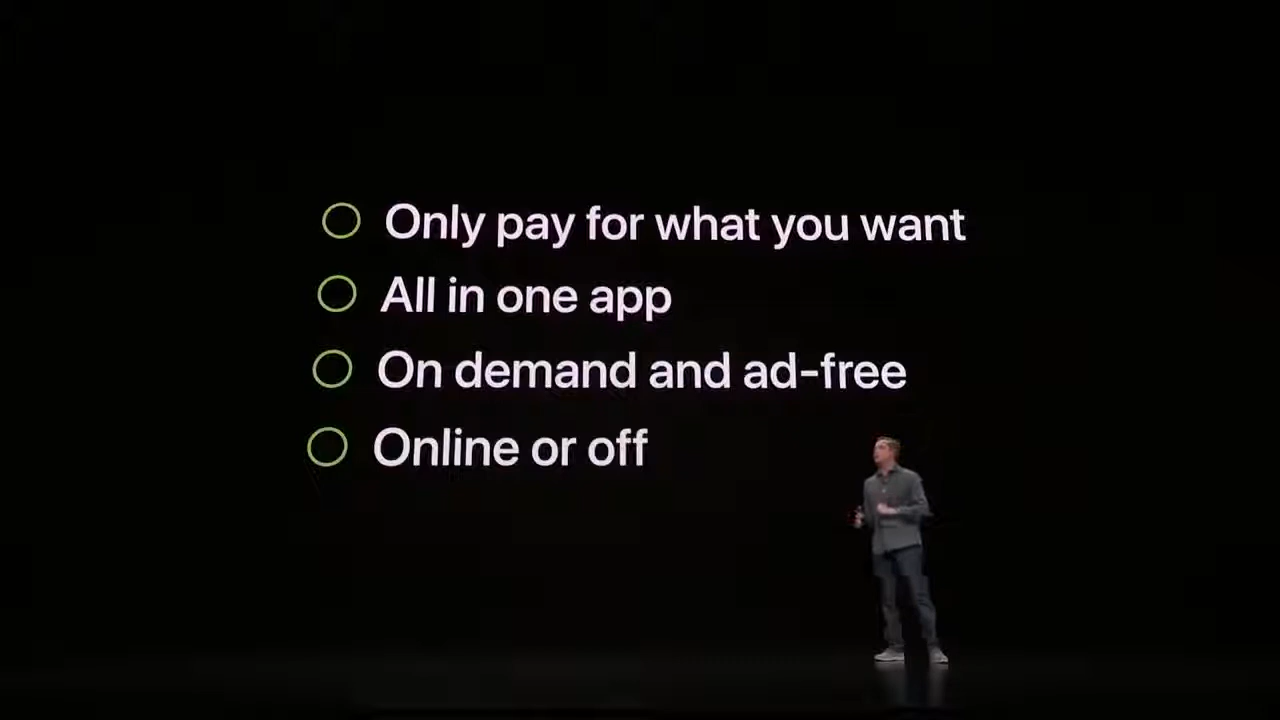 Only pay for what you want
All in one app
On demand and ad-free
Online or off